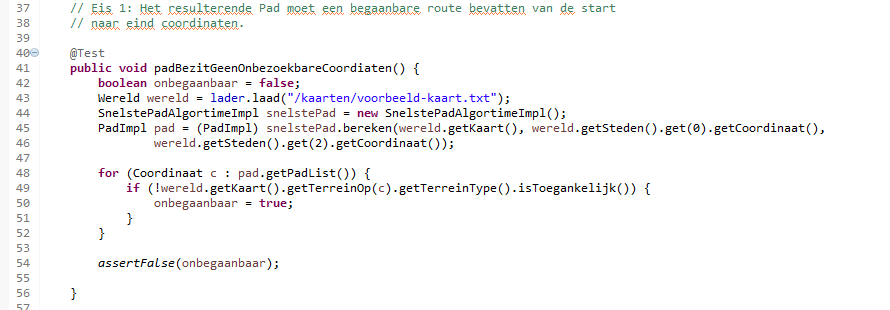 37 // Eis 1: Het resulterende Pad moet een begaanbare route bevatten van de start
38 // naar eind coordinaten.
39
40 @Test
41 public void padBezitGeenOnbezoekbareCoordiaten() {
42 boolean onbegaanbaar = false;
43 Wereld wereld = lader.laad("/kaarten/voorbeeld-kaart.txt");
44 SnelstePadAlgortimeImpl snelstePad = new SnelstePadAlgortimeImpl();
45 PadImpl pad = (PadImpl) snelstePad.bereken(wereld.getKaart(), wereld.getSteden().get(0).getCoordinaat(),
46 wereld.getSteden().get(2).getCoordinaat());
47
48 for (Coordinaat c : pad.getPadList()) {
49 if (!wereld.getKaart().getTerreinOp(c).getTerreinType().isToegankelijk()) {
50 onbegaanbaar = true;
51 }
52 }
53
54 assertFalse(onbegaanbaar);
55
56 }
57